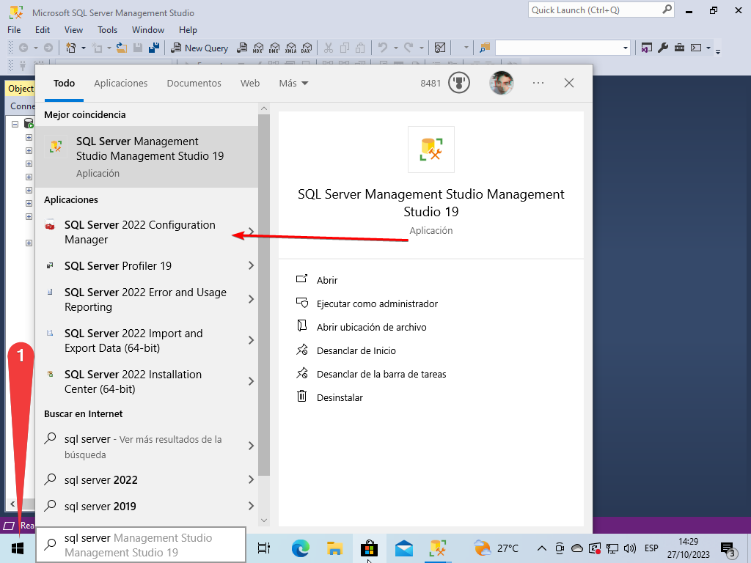 Microsoft SQL Server Management Studio
Quick Launch (Ctrl+Q)
File Edit View Tools Window Help
New Query
Object
Conne
Todo Aplicaciones Documentos Web Más 8481
Mejor coincidencia
SQL Server Management
Studio Management Studio 19
Aplicación
Aplicaciones
SQL Server 2022 Configuration
Manager
SQL Server Profiler 19
SQL Server 2022 Error and Usage
Reporting
SQL Server 2022 Import and
Export Data (64-bit)
SQL Server 2022 Installation
Center (64-bit)
Buscar en Internet
sql server - Ver más resultados de la
búsqueda
sql server 2022
sql server 2019
SQL Server Management Studio Management
Studio 19
Aplicación
Abrir
Ejecutar como administrador
Abrir ubicación de archivo
Desanclar de Inicio
Desanclar de la barra de tareas
Desinstalar
1
Rea
sql server Management Studio
Management Studio 19
27°C
ESP
14:29
27/10/2023
3